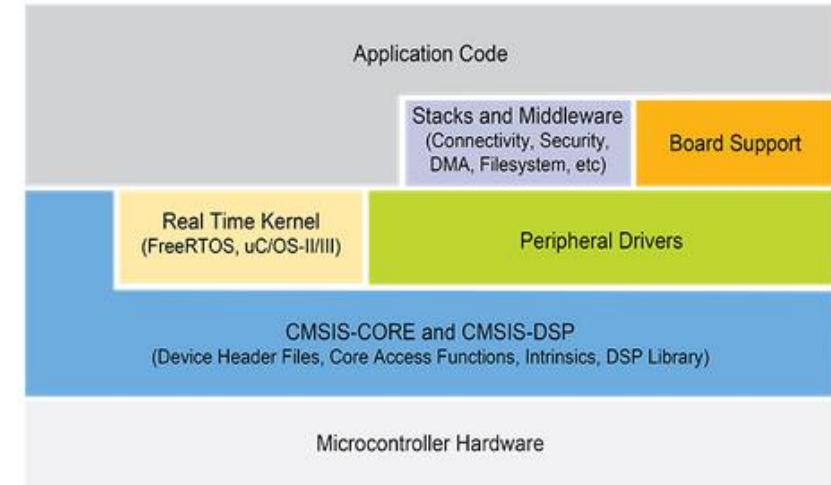 Application Code
Stacks and Middleware
(Connectivity, Security,
DMA, Filesystem, etc)
Board Support
Real Time Kernel
(FreeRTOS, uC/OS-II/III)
Peripheral Drivers
CMSIS-CORE and CMSIS-DSP
(Device Header Files, Core Access Functions, Intrinsics, DSP Library)
Microcontroller Hardware